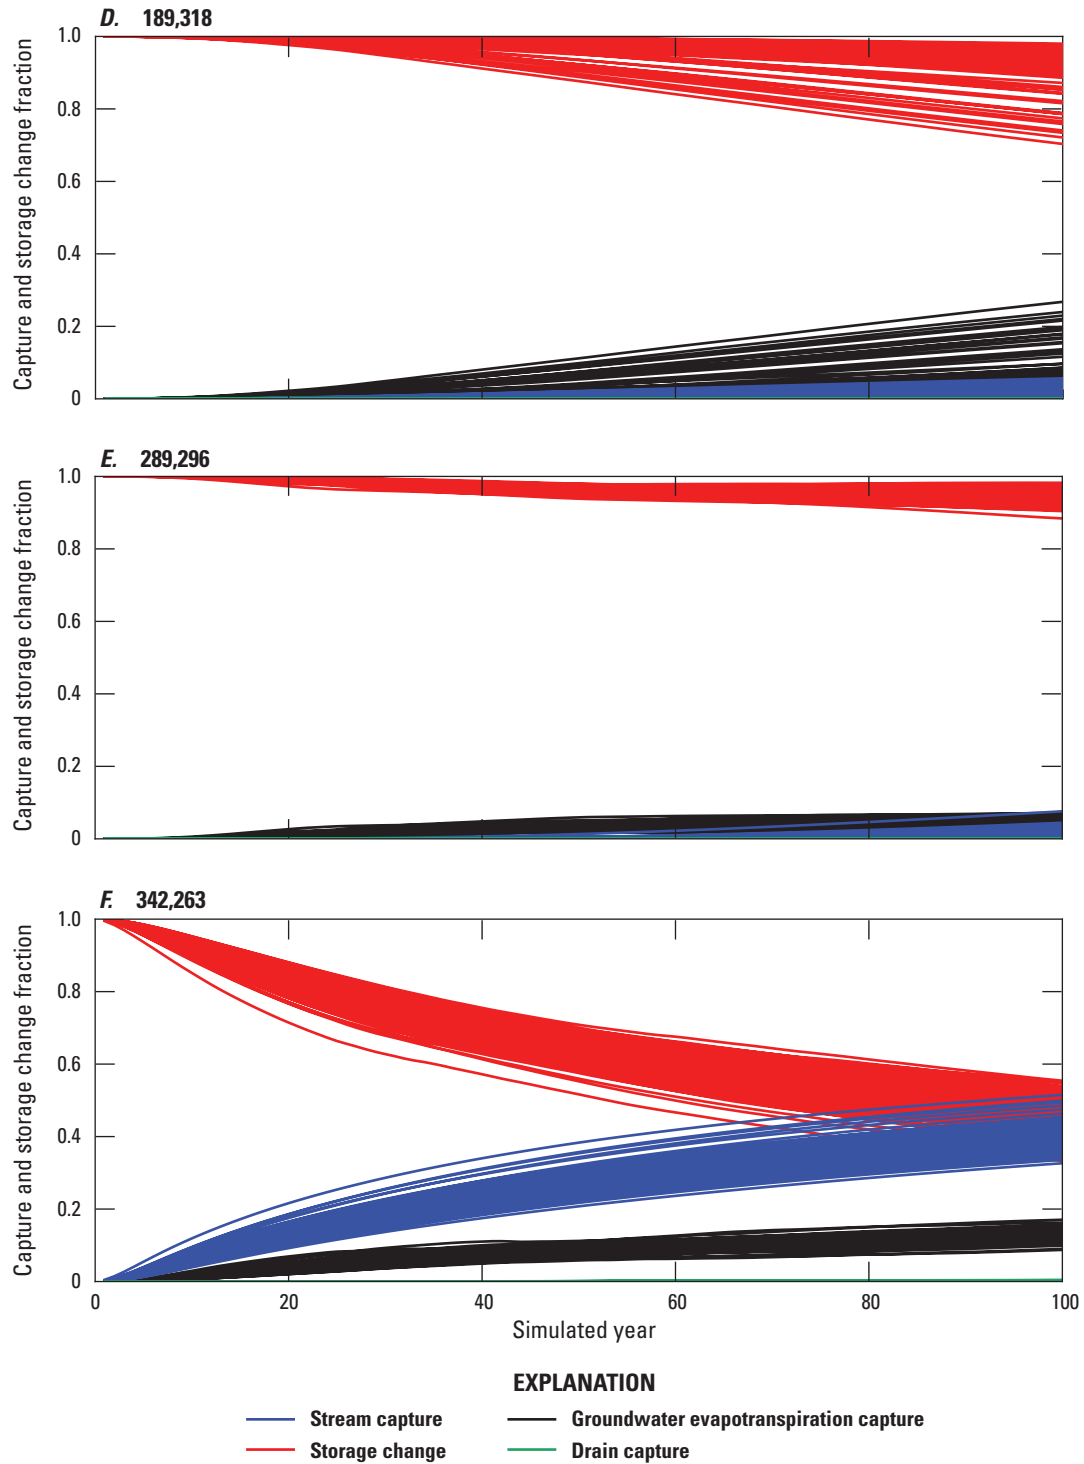 D. 189,318
Capture and storage change fraction
1.0
0.8
0.6
0.4
0.2
0
E. 289,296
Capture and storage change fraction
1.0
0.8
0.6
0.4
0.2
0
F. 342,263
Capture and storage change fraction
1.0
0.8
0.6
0.4
0.2
0
0 20 40 60 80 100
Simulated year
EXPLANATION
Stream capture
Groundwater evapotranspiration capture
Storage change
Drain capture